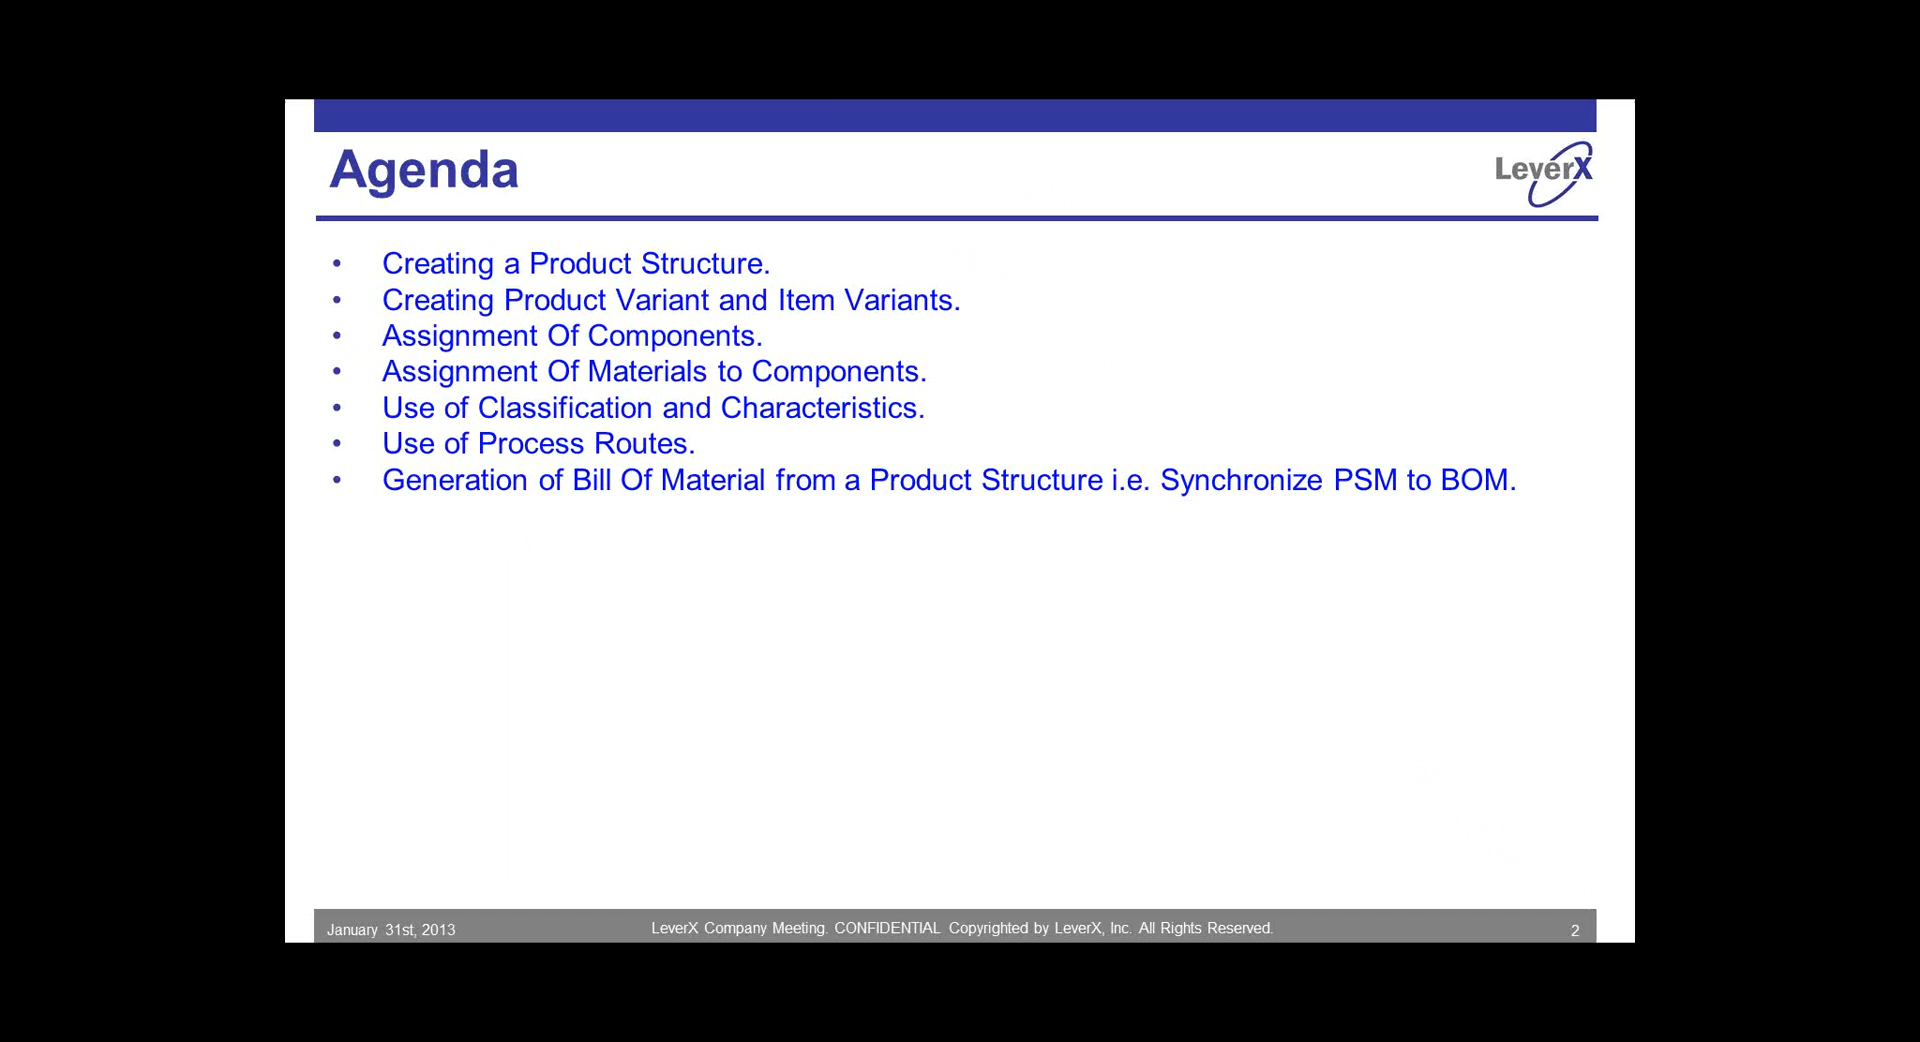 Agenda
LeverX
• Creating a Product Structure.
• Creating Product Variant and Item Variants.
• Assignment Of Components.
• Assignment Of Materials to Components.
• Use of Classification and Characteristics.
• Use of Process Routes.
• Generation of Bill Of Material from a Product Structure i.e. Synchronize PSM to BOM.
January 31st, 2013
LeverX Company Meeting. CONFIDENTIAL Copyrighted by LeverX, Inc. All Rights Reserved.
2